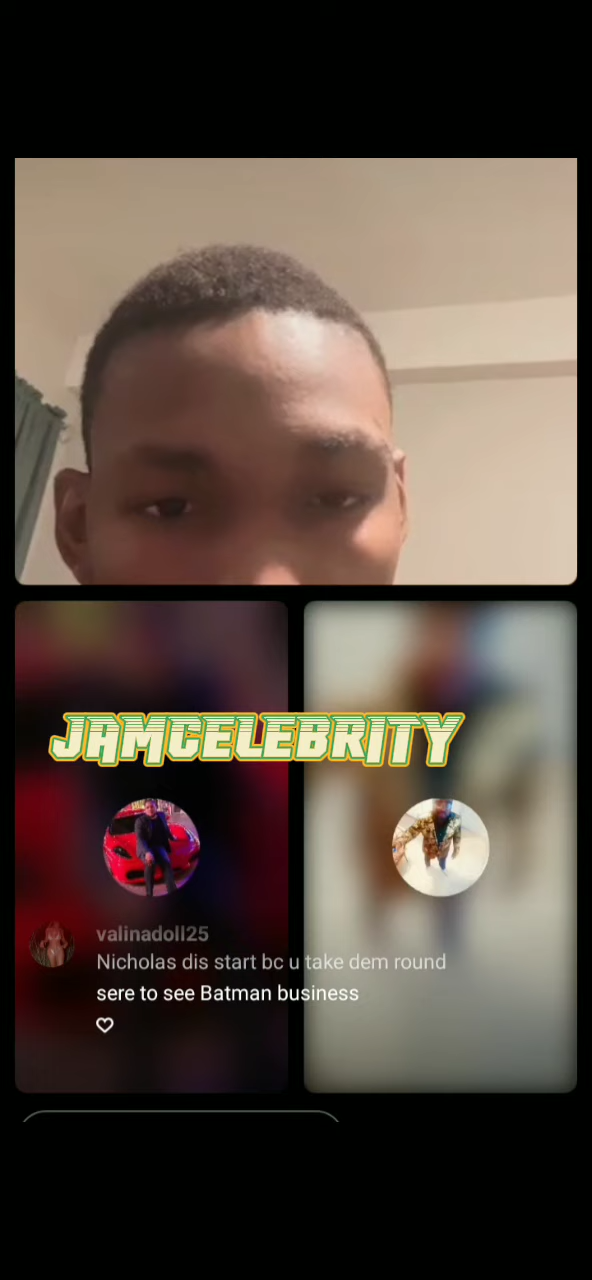 JAMCELEBRITY
valinadoll25
Nicholas dis start bc u take dem round
sere to see Batman business